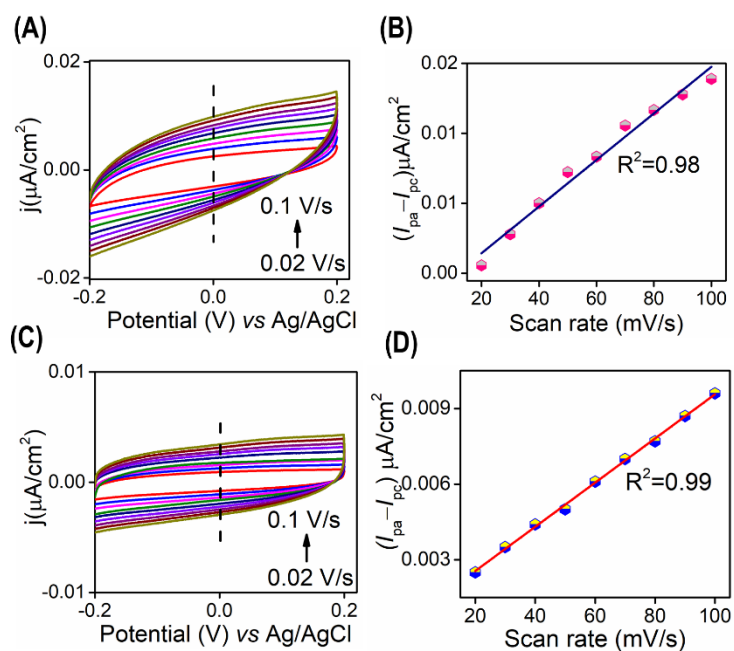 (A)
0.02
0.00
-0.02
j(μA/cm²)
-0.2 0.0 0.2
Potential (V) vs Ag/AgCl
0.1 V/s
0.02 V/s
(B)
0.02
0.01
0.01
0.00
(Ipa−Ipc)μA/cm²
R²=0.98
20 40 60 80 100
Scan rate (mV/s)
(C)
0.01
0.00
-0.01
j(μA/cm²)
-0.2 0.0 0.2
Potential (V) vs Ag/AgCl
0.1 V/s
0.02 V/s
(D)
0.009
0.006
0.003
(Ipa−Ipc) μA/cm²
R²=0.99
20 40 60 80 100
Scan rate (mV/s)